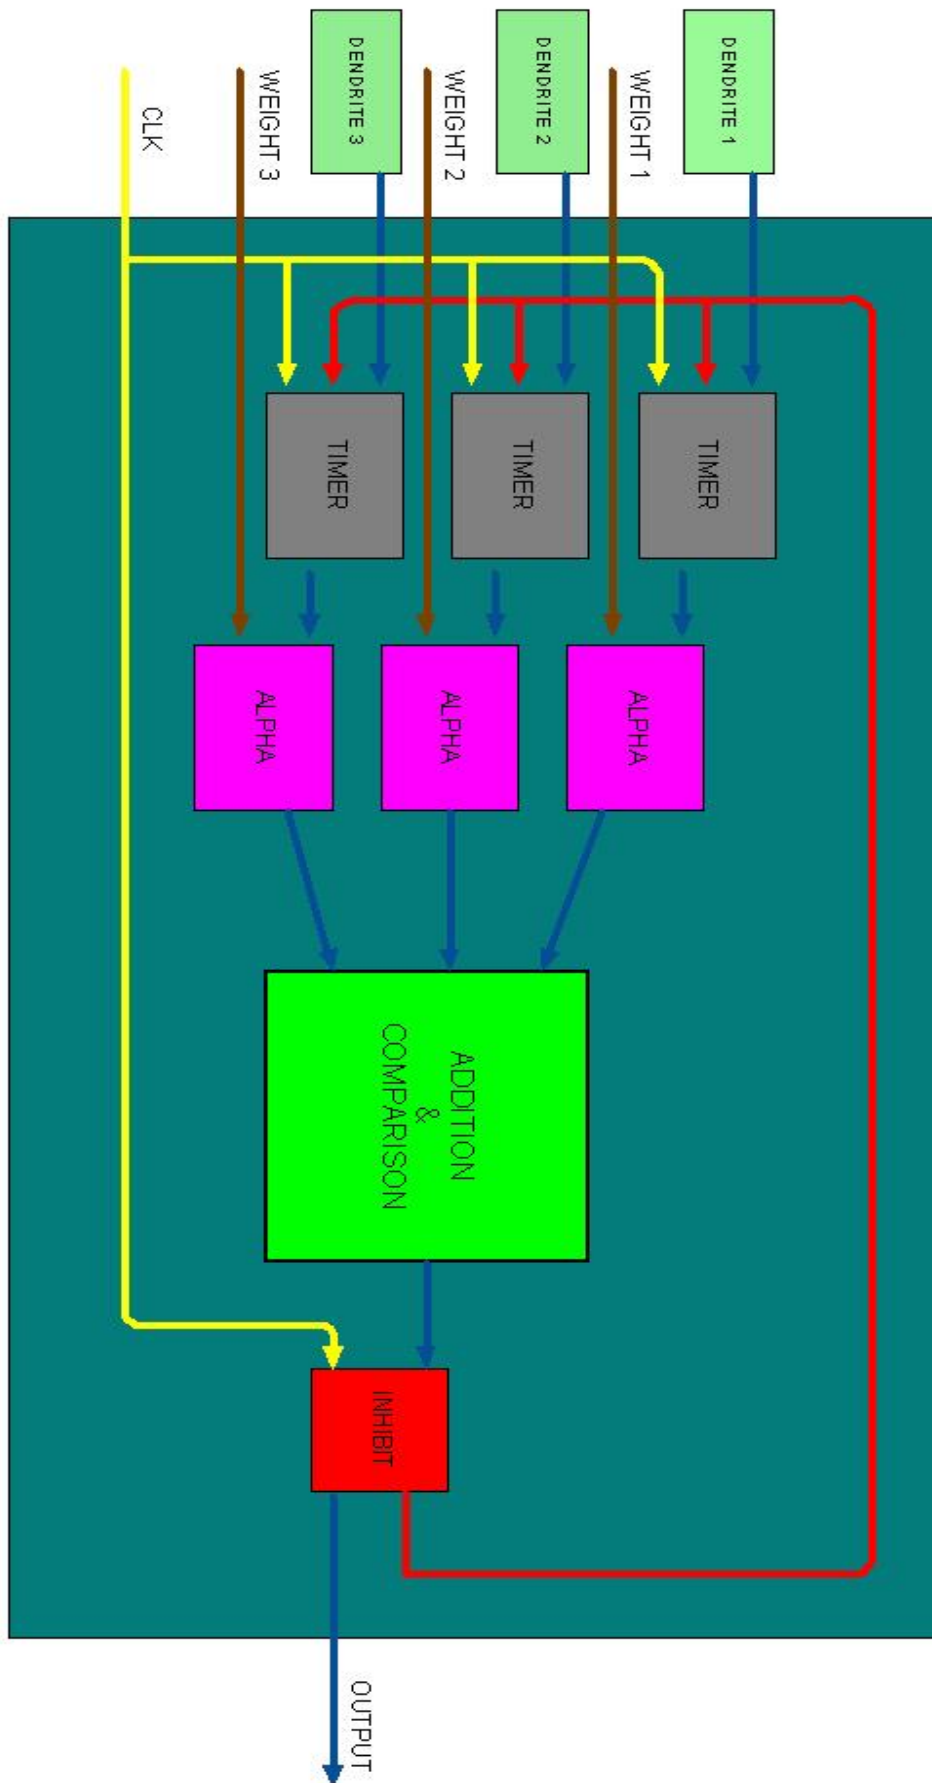 DENDRITE 1
WEIGHT 1
DENDRITE 2
WEIGHT 2
DENDRITE 3
WEIGHT 3
CLK
TIMER
TIMER
TIMER
ALPHA
ALPHA
ALPHA
ADDITION
&
COMPARISON
INHIBIT
OUTPUT